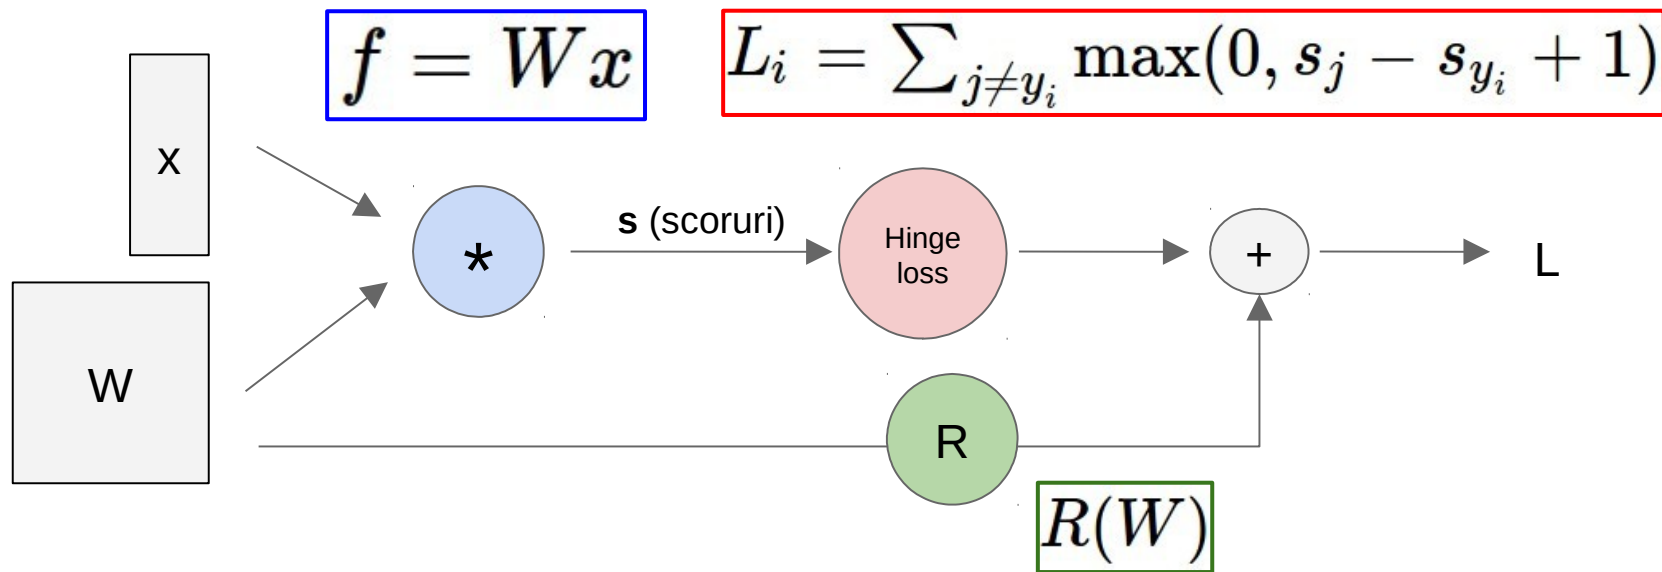 f = Wx
L_i = ∑_{j≠y_i} max(0, s_j − s_{y_i} + 1)
x
W
*
s (scoruri)
Hinge
loss
+
L
R
R(W)